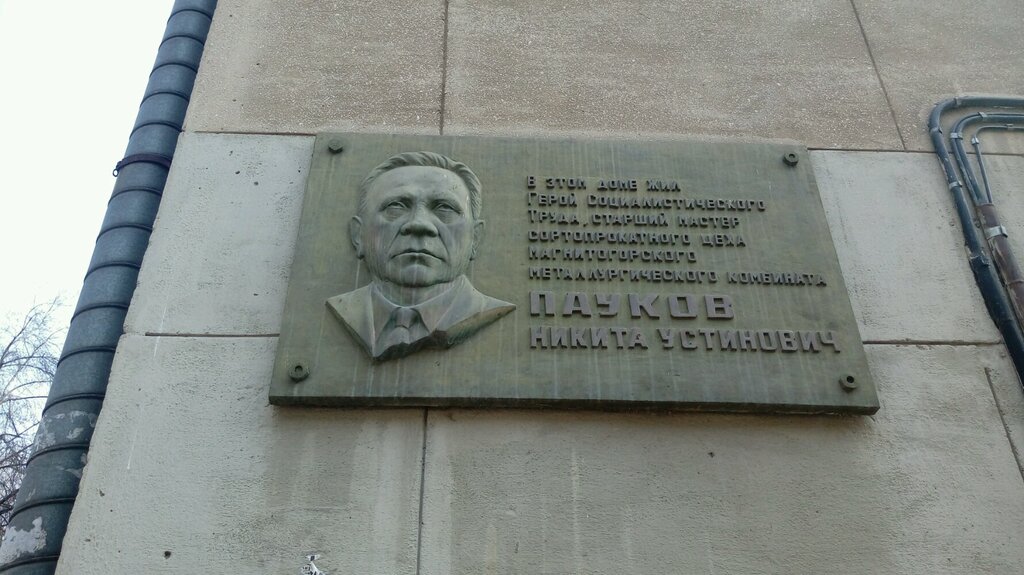 В ЭТОМ ДОМЕ ЖИЛ
ГЕРОЙ СОЦИАЛИСТИЧЕСКОГО
ТРУДА, СТАРШИЙ МАСТЕР
СОРТОПРОКАТНОГО ЦЕХА
МАГНИТОГОРСКОГО
МЕТАЛЛУРГИЧЕСКОГО КОМБИНАТА
ПАУКОВ
НИКИТА УСТИНОВИЧ